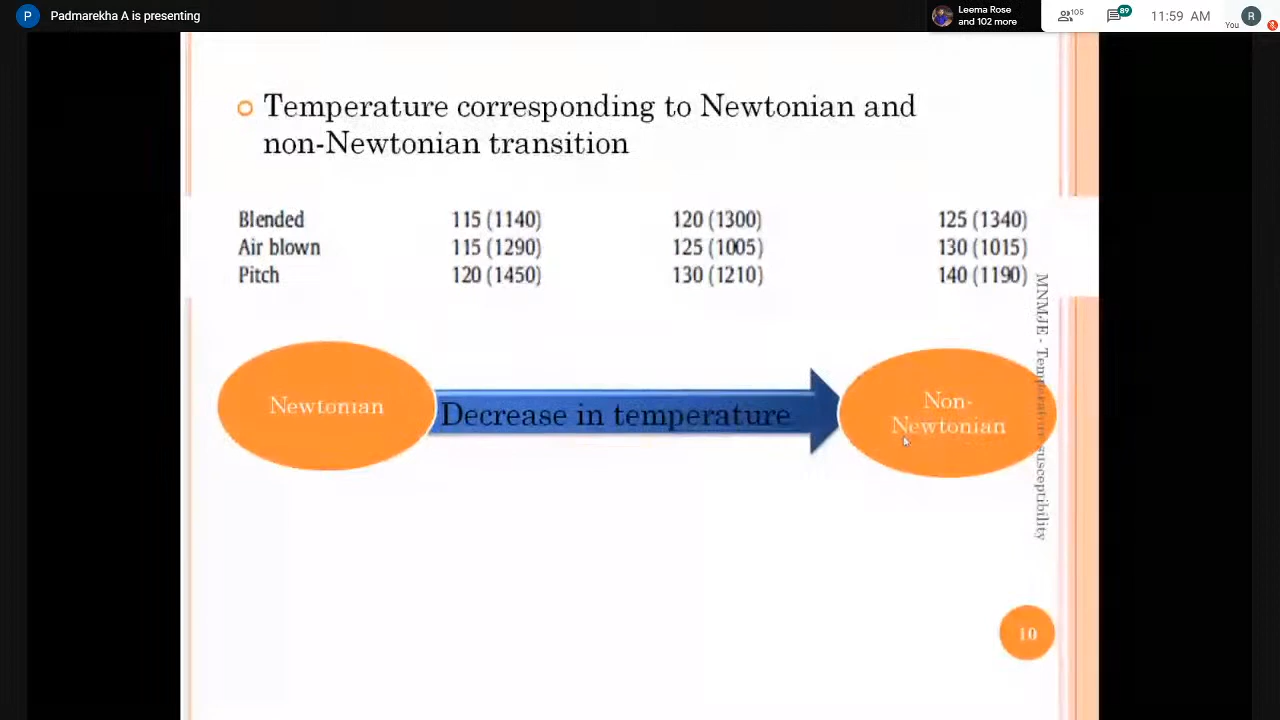 P Padmarekha A is presenting
Leema Rose
and 102 more
105
89
11:59 AM
You
R
Temperature corresponding to Newtonian and
non-Newtonian transition
Blended 115 (1140) 120 (1300) 125 (1340)
Air blown 115 (1290) 125 (1005) 130 (1015)
Pitch 120 (1450) 130 (1210) 140 (1190)
Newtonian
Decrease in temperature
Non-
Newtonian
MNMJE - Temperature susceptibility
10